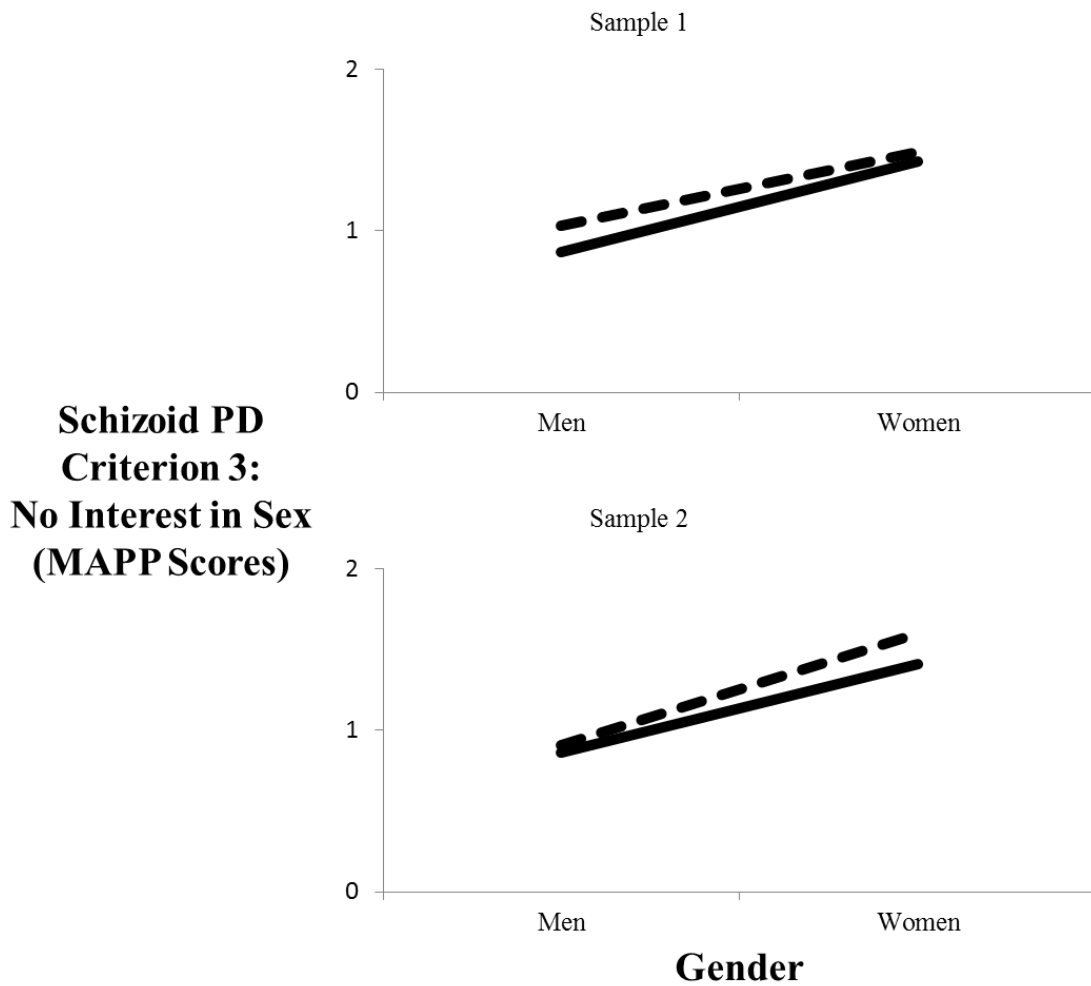 Sample 1
2
1
0
Men Women
Schizoid PD
Criterion 3:
No Interest in Sex
(MAPP Scores)
Sample 2
2
1
0
Men Women
Gender